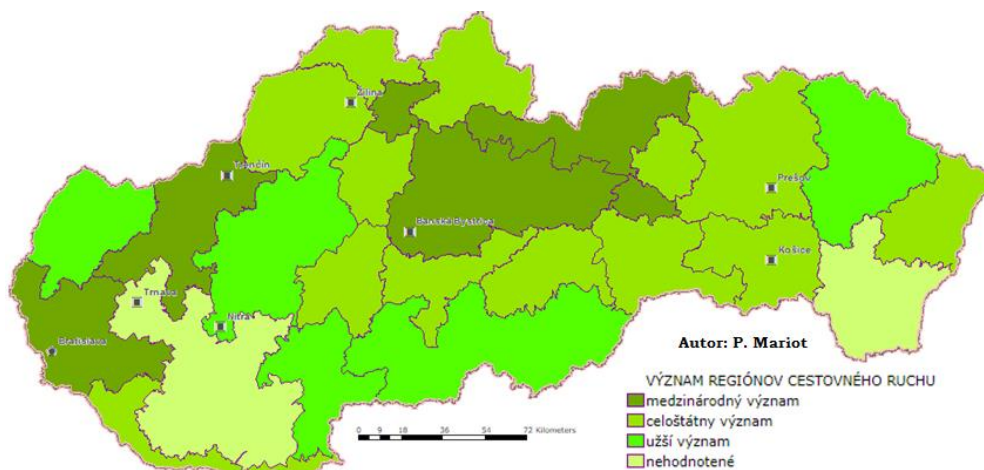 Žilina
Trenčín
Prešov
Banská Bystrica
Košice
Trnava
Nitra
Bratislava
Autor: P. Mariot
VÝZNAM REGIÓNOV CESTOVNÉHO RUCHU
medzinárodný význam
celoštátny význam
užší význam
nehodnotené
0 9 18 36 54 72 Kilometers